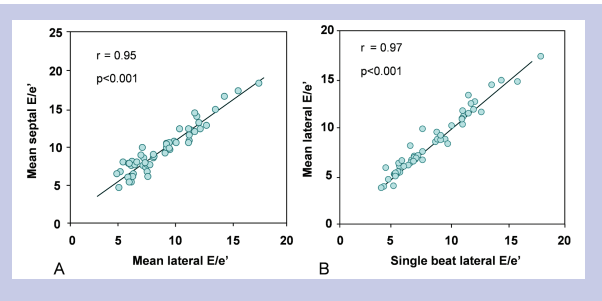 25
20
15
10
5
0
r = 0.95
p<0.001
Mean septal E/e’
0
5
10
15
20
Mean lateral E/e’
A
20
15
10
5
0
r = 0.97
p<0.001
Mean lateral E/e’
0
5
10
15
20
Single beat lateral E/e’
B